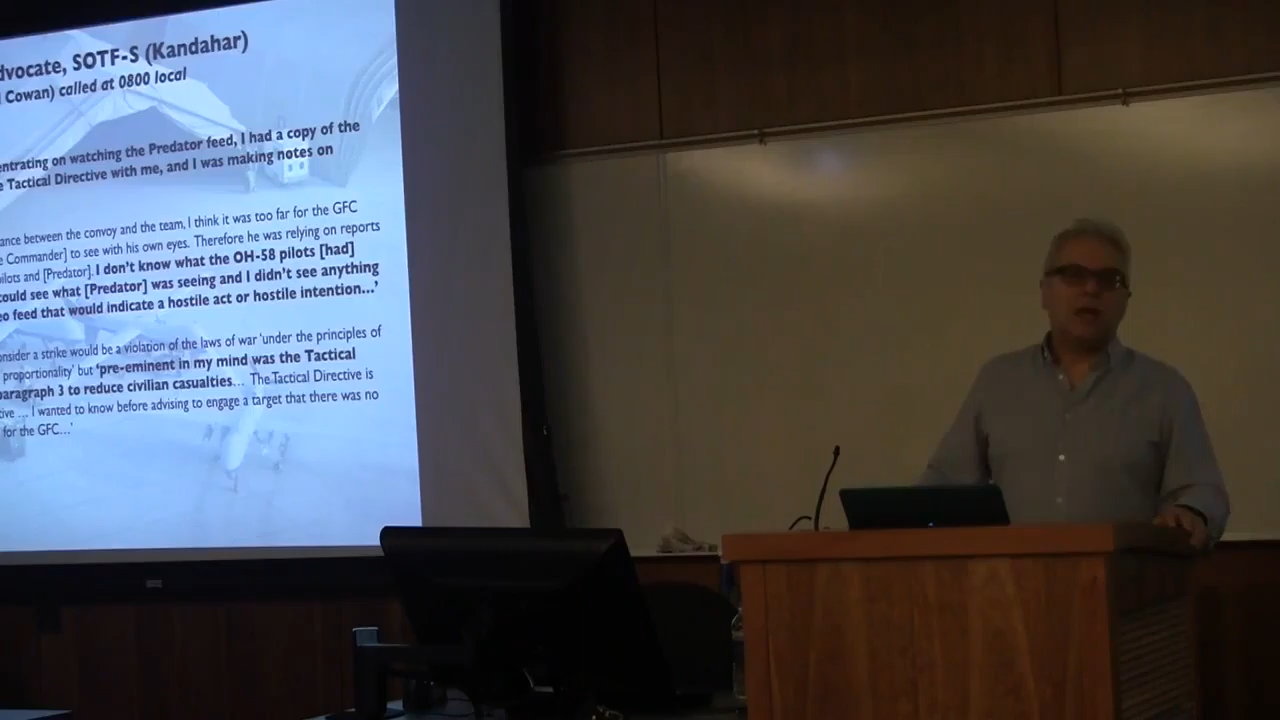 dvocate, SOTF-S (Kandahar)
Cowan) called at 0800 local
entrating on watching the Predator feed, I had a copy of the
e Tactical Directive with me, and I was making notes on
ance between the convoy and the team, I think it was too far for the GFC
e Commander] to see with his own eyes. Therefore he was relying on reports
ilots and [Predator]. I don't know what the OH-58 pilots [had]
ould see what [Predator] was seeing and I didn't see anything
eo feed that would indicate a hostile act or hostile intention...'
nsider a strike would be a violation of the laws of war 'under the principles of
proportionality' but 'pre-eminent in my mind was the Tactical
paragraph 3 to reduce civilian casualties... The Tactical Directive is
tive ... I wanted to know before advising to engage a target that there was no
for the GFC...'